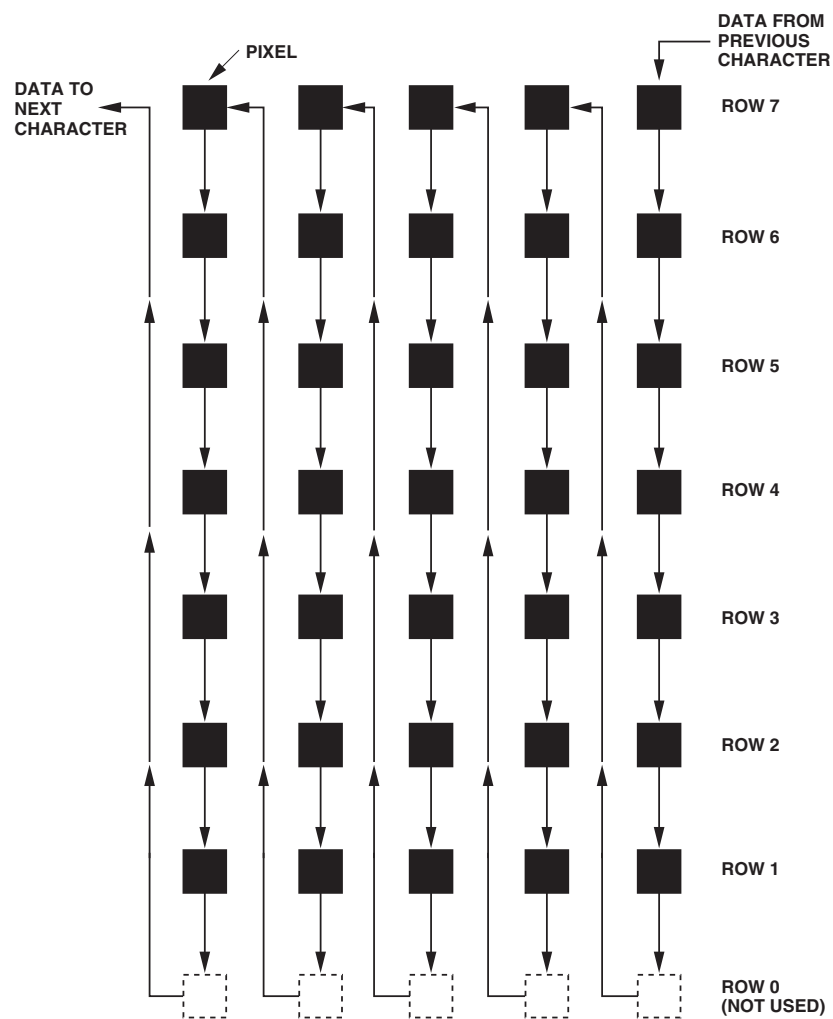 DATA FROM
PREVIOUS
CHARACTER
PIXEL
DATA TO
NEXT
CHARACTER
ROW 7
ROW 6
ROW 5
ROW 4
ROW 3
ROW 2
ROW 1
ROW 0
(NOT USED)